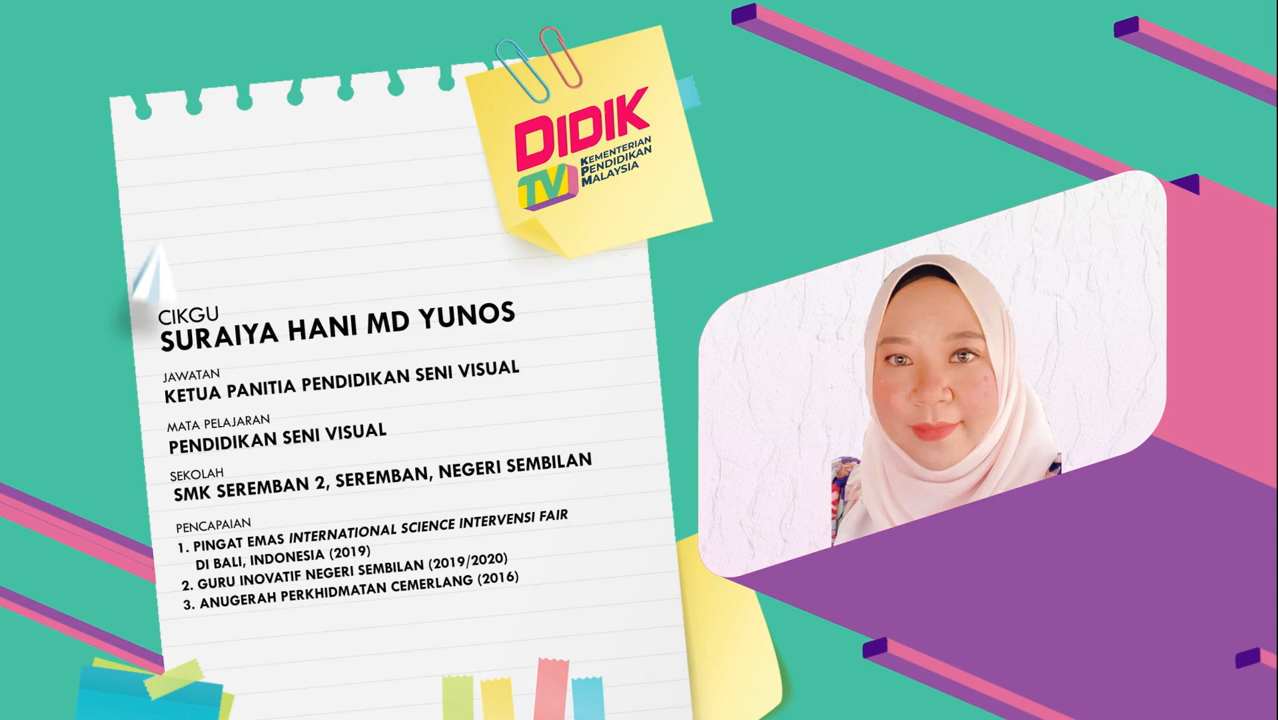 DIDIK
TV
KEMENTERIAN
PENDIDIKAN
MALAYSIA
CIKGU
SURAIYA HANI MD YUNOS
JAWATAN
KETUA PANITIA PENDIDIKAN SENI VISUAL
MATA PELAJARAN
PENDIDIKAN SENI VISUAL
SEKOLAH
SMK SEREMBAN 2, SEREMBAN, NEGERI SEMBILAN
PENCAPAIAN
1. PINGAT EMAS INTERNATIONAL SCIENCE INTERVENSI FAIR
DI BALI, INDONESIA (2019)
2. GURU INOVATIF NEGERI SEMBILAN (2019/2020)
3. ANUGERAH PERKHIDMATAN CEMERLANG (2016)